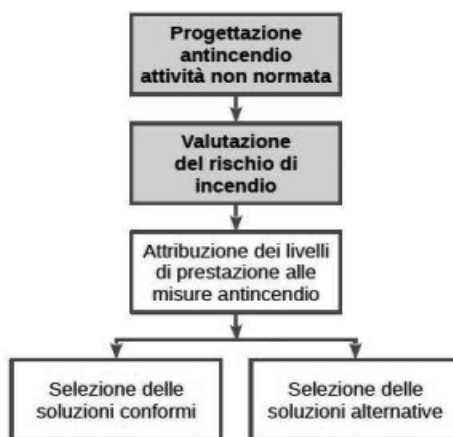 Progettazione
antincendio
attività non normata
Valutazione
del rischio di
incendio
Attribuzione dei livelli
di prestazione alle
misure antincendio
Selezione delle
soluzioni conformi
Selezione delle
soluzioni alternative